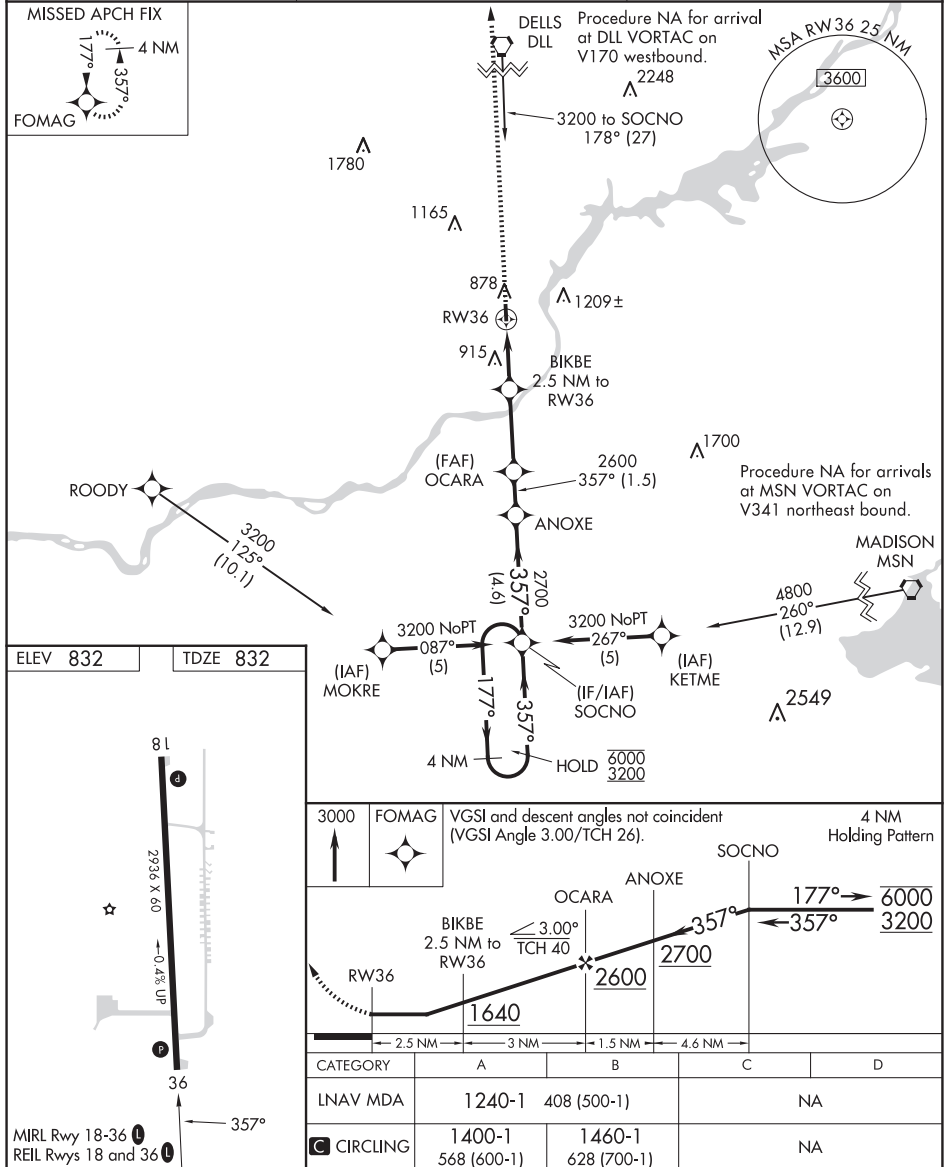 MISSED APCH FIX
177°
4 NM
357°
FOMAG
DELLS
DLL
Procedure NA for arrival
at DLL VORTAC on
V170 westbound.
2248
3200 to SOCNO
178° (27)
MSA RW36 25 NM
3600
1780
1165
878
RW36
1209±
915
BIKBE
2.5 NM to
RW36
1700
(FAF)
OCARA
2600
357° (1.5)
ROODY
ANOXE
Procedure NA for arrivals
at MSN VORTAC on
V341 northeast bound.
3200
125°
(10.1)
MADISON
MSN
2700
357°
(4.6)
4800
260°
(12.9)
3200 NoPT
087°
(5)
3200 NoPT
267°
(5)
(IAF)
MOKRE
(IAF)
KETME
(IF/IAF)
SOCNO
177°
357°
2549
4 NM
HOLD
6000
3200
ELEV 832
TDZE 832
18
P
2936 X 60
0.4% UP
P
36
357°
MIRL Rwy 18-36 L
REIL Rwys 18 and 36 L
3000
FOMAG
VGSI and descent angles not coincident
(VGSI Angle 3.00/TCH 26).
4 NM
Holding Pattern
SOCNO
ANOXE
OCARA
BIKBE
2.5 NM to
RW36
3.00°
TCH 40
RW36
357°
177°
357°
6000
3200
2700
2600
1640
2.5 NM
3 NM
1.5 NM
4.6 NM
CATEGORY A B C D
LNAV MDA 1240-1 408 (500-1) NA
C CIRCLING 1400-1 568 (600-1) 1460-1 628 (700-1) NA